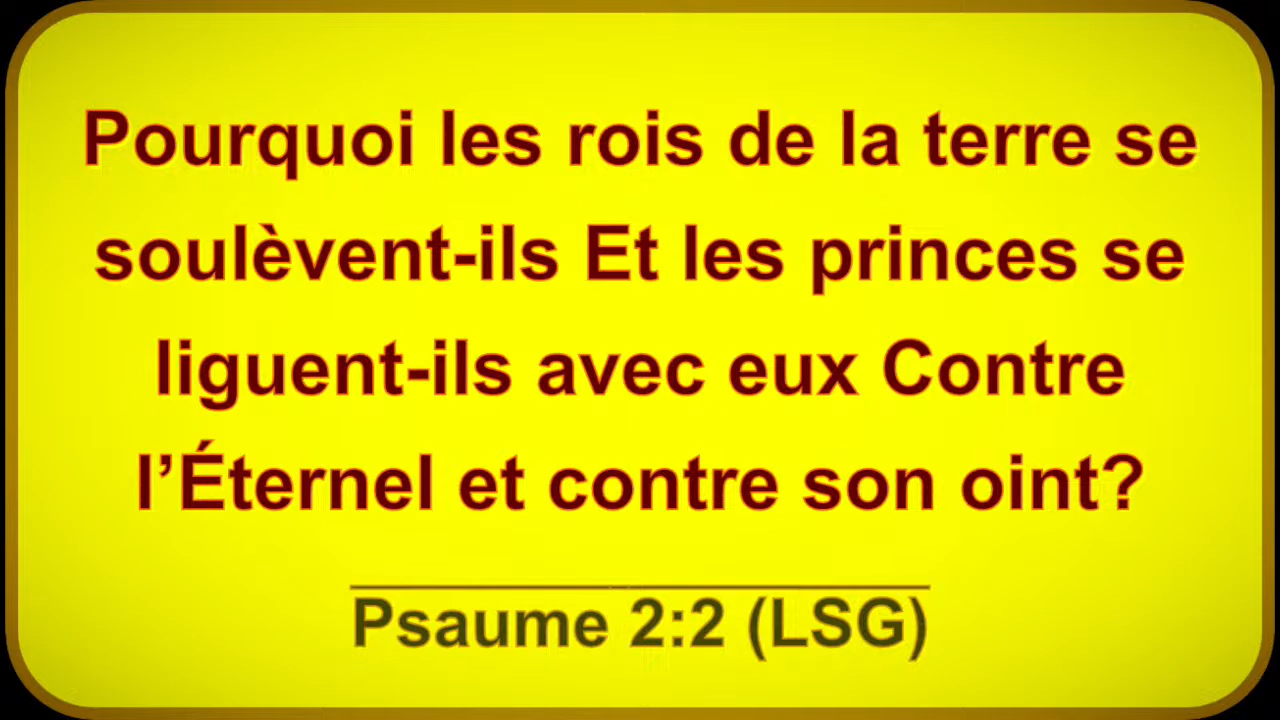 Pourquoi les rois de la terre se
soulèvent-ils Et les princes se
liguent-ils avec eux Contre
l’Éternel et contre son oint?
Psaume 2:2 (LSG)